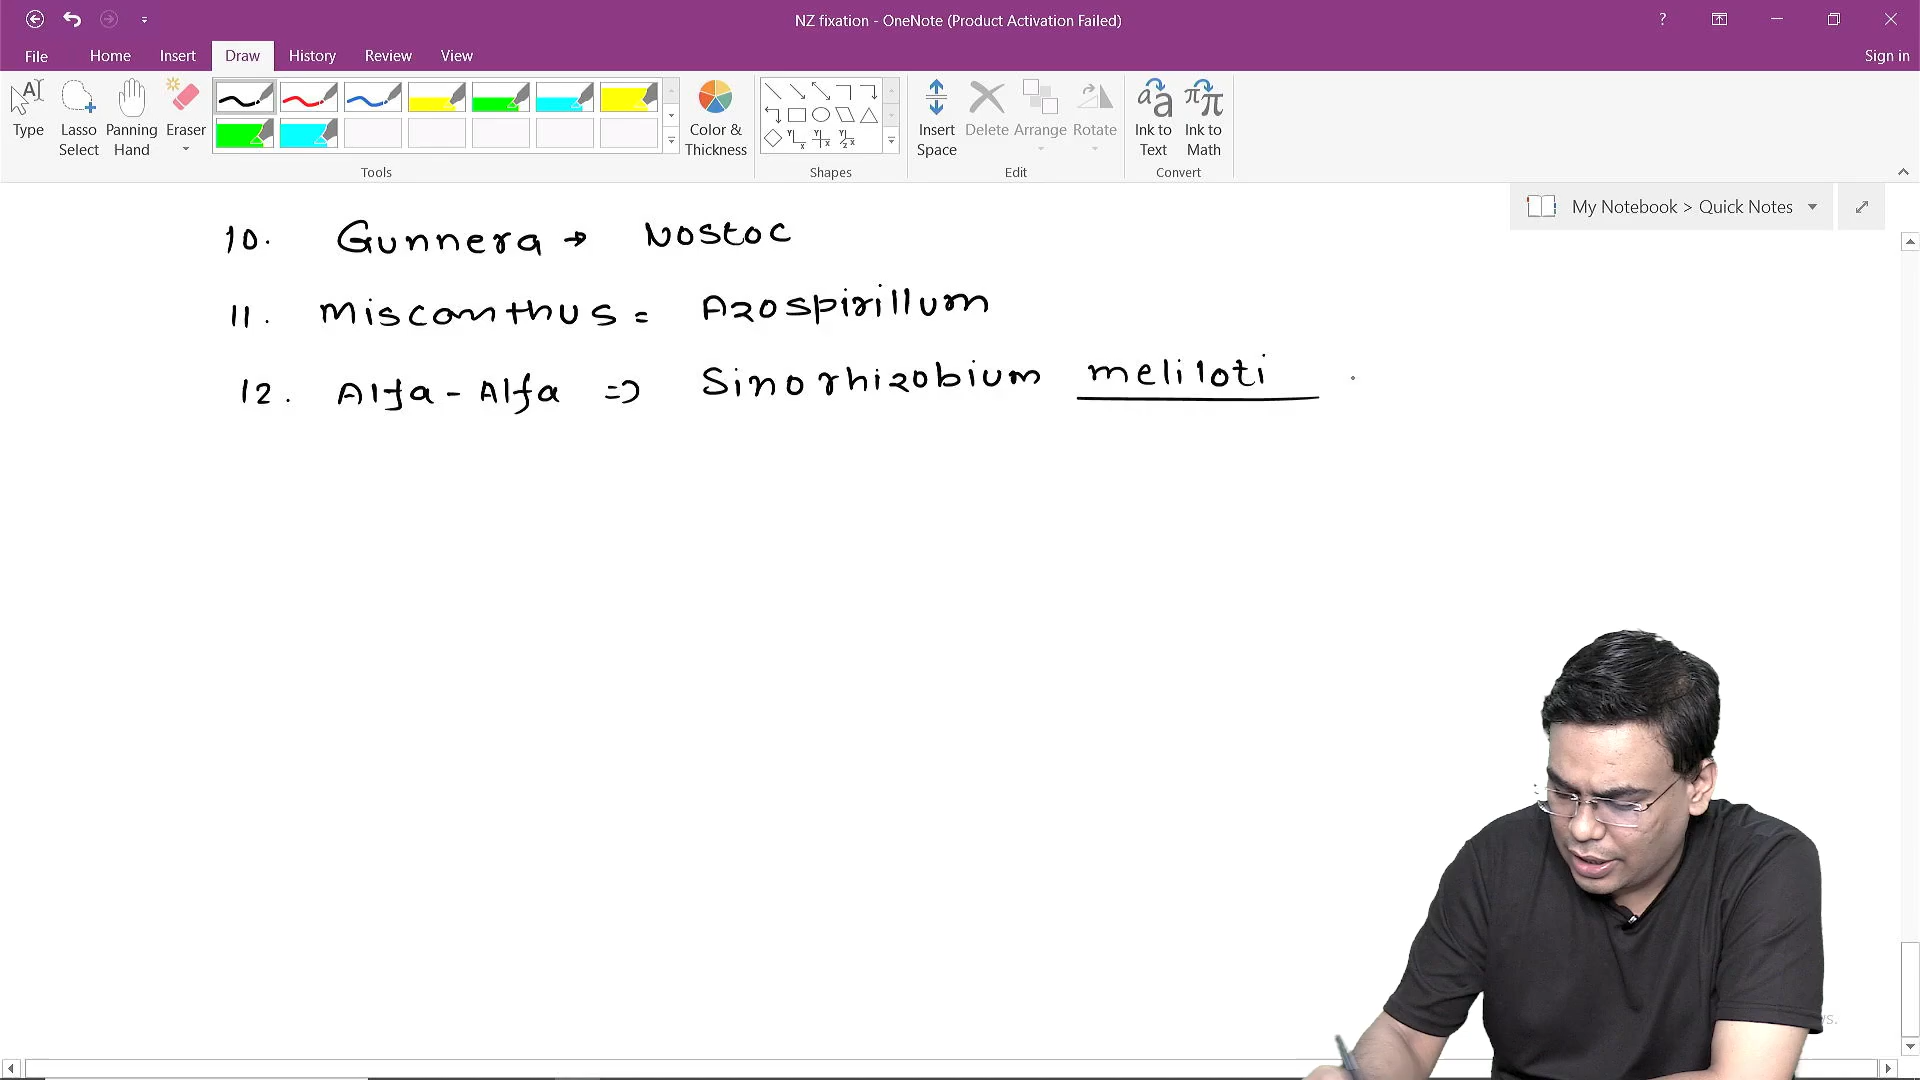 NZ fixation - OneNote (Product Activation Failed)
?
File Home Insert Draw History Review View Sign in
Type Lasso Select Panning Hand Eraser Color & Thickness Insert Space Delete Arrange Rotate Ink to Text Ink to Math
Tools Shapes Edit Convert
My Notebook > Quick Notes
10. Gunnera → Nostoc
11. Miscanthus = Azospirillum
12. Alfa-Alfa => Sinorhizobium meliloti